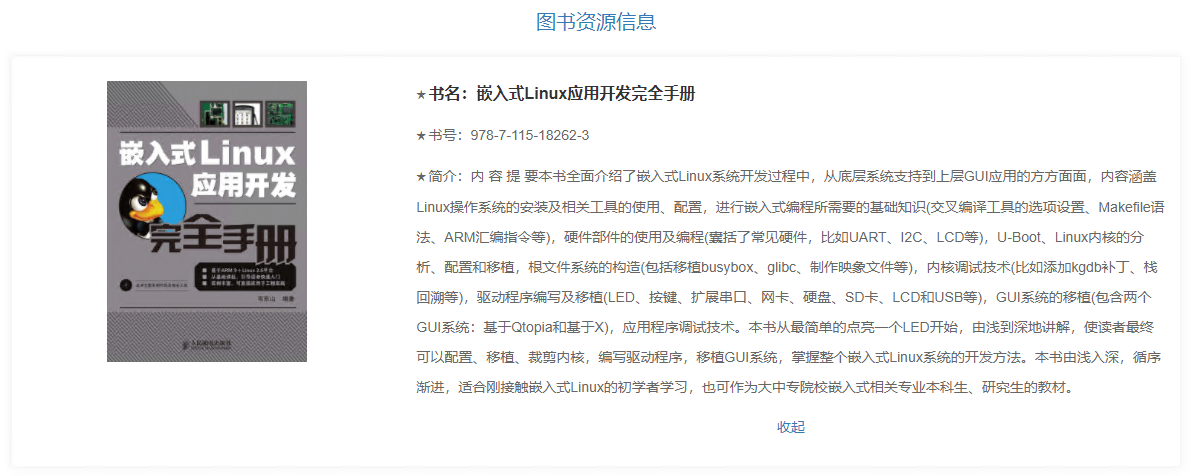 图书资源信息
嵌入式Linux
应用开发
完全手册
■ 基于ARM 9+Linux 2.6平台
■ 从基础讲起，引导读者快速入门
■ 实例丰富，可直接应用于工程实践
韦东山 编著
人民邮电出版社
★书名：嵌入式Linux应用开发完全手册
★书号：978-7-115-18262-3
★简介：内 容 提 要本书全面介绍了嵌入式Linux系统开发过程中，从底层系统支持到上层GUI应用的方方面面，内容涵盖
Linux操作系统的安装及相关工具的使用、配置，进行嵌入式编程所需要的基础知识(交叉编译工具的选项设置、Makefile语
法、ARM汇编指令等)，硬件部件的使用及编程(囊括了常见硬件，比如UART、I2C、LCD等)，U-Boot、Linux内核的分
析、配置和移植，根文件系统的构造(包括移植busybox、glibc、制作映象文件等)，内核调试技术(比如添加kgdb补丁、栈
回溯等)，驱动程序编写及移植(LED、按键、扩展串口、网卡、硬盘、SD卡、LCD和USB等)，GUI系统的移植(包含两个
GUI系统：基于Qtopia和基于X)，应用程序调试技术。本书从最简单的点亮一个LED开始，由浅到深地讲解，使读者最终
可以配置、移植、裁剪内核，编写驱动程序，移植GUI系统，掌握整个嵌入式Linux系统的开发方法。本书由浅入深，循序
渐进，适合刚接触嵌入式Linux的初学者学习，也可作为大中专院校嵌入式相关专业本科生、研究生的教材。
收起